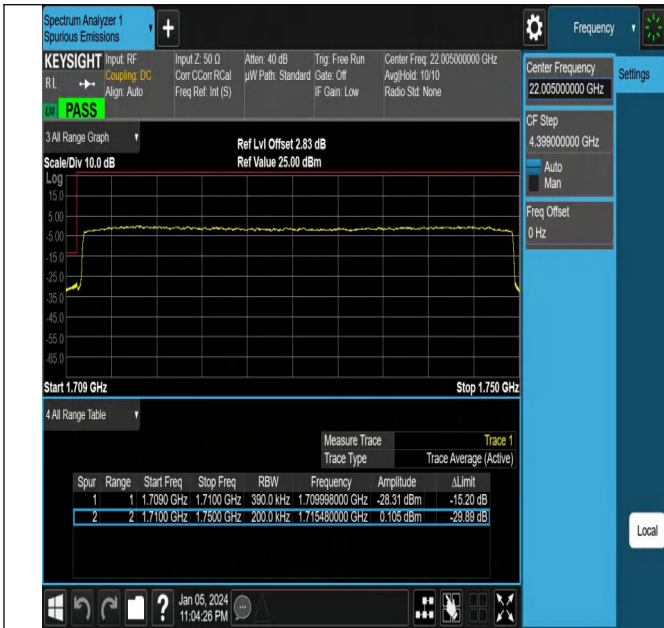 Spectrum Analyzer 1
Spurious Emissions
Frequency
KEYSIGHT Input: RF Input Z: 50 Ω Atten: 40 dB Trig: Free Run Center Freq: 22.005000000 GHz
RL Coupling: DC Corr CCorr RCal µW Path: Standard Gate: Off Avg|Hold: 10/10
Align: Auto Freq Ref: Int (S) IF Gain: Low Radio Std: None
PASS
Center Frequency
22.005000000 GHz
Settings
CF Step
4.399000000 GHz
Auto
Man
Freq Offset
0 Hz
3 All Range Graph
Ref Lvl Offset 2.83 dB
Scale/Div 10.0 dB Ref Value 25.00 dBm
Log
15.0
5.00
-5.00
-15.0
-25.0
-35.0
-45.0
-55.0
-65.0
Start 1.709 GHz Stop 1.750 GHz
4 All Range Table
Measure Trace Trace 1
Trace Type Trace Average (Active)
Spur Range Start Freq Stop Freq RBW Frequency Amplitude ΔLimit
1 1 1.7090 GHz 1.7100 GHz 390.0 kHz 1.709998000 GHz -28.31 dBm -15.20 dB
2 2 1.7100 GHz 1.7500 GHz 200.0 kHz 1.715480000 GHz 0.105 dBm -29.89 dB
Local
Jan 05, 2024
11:04:26 PM